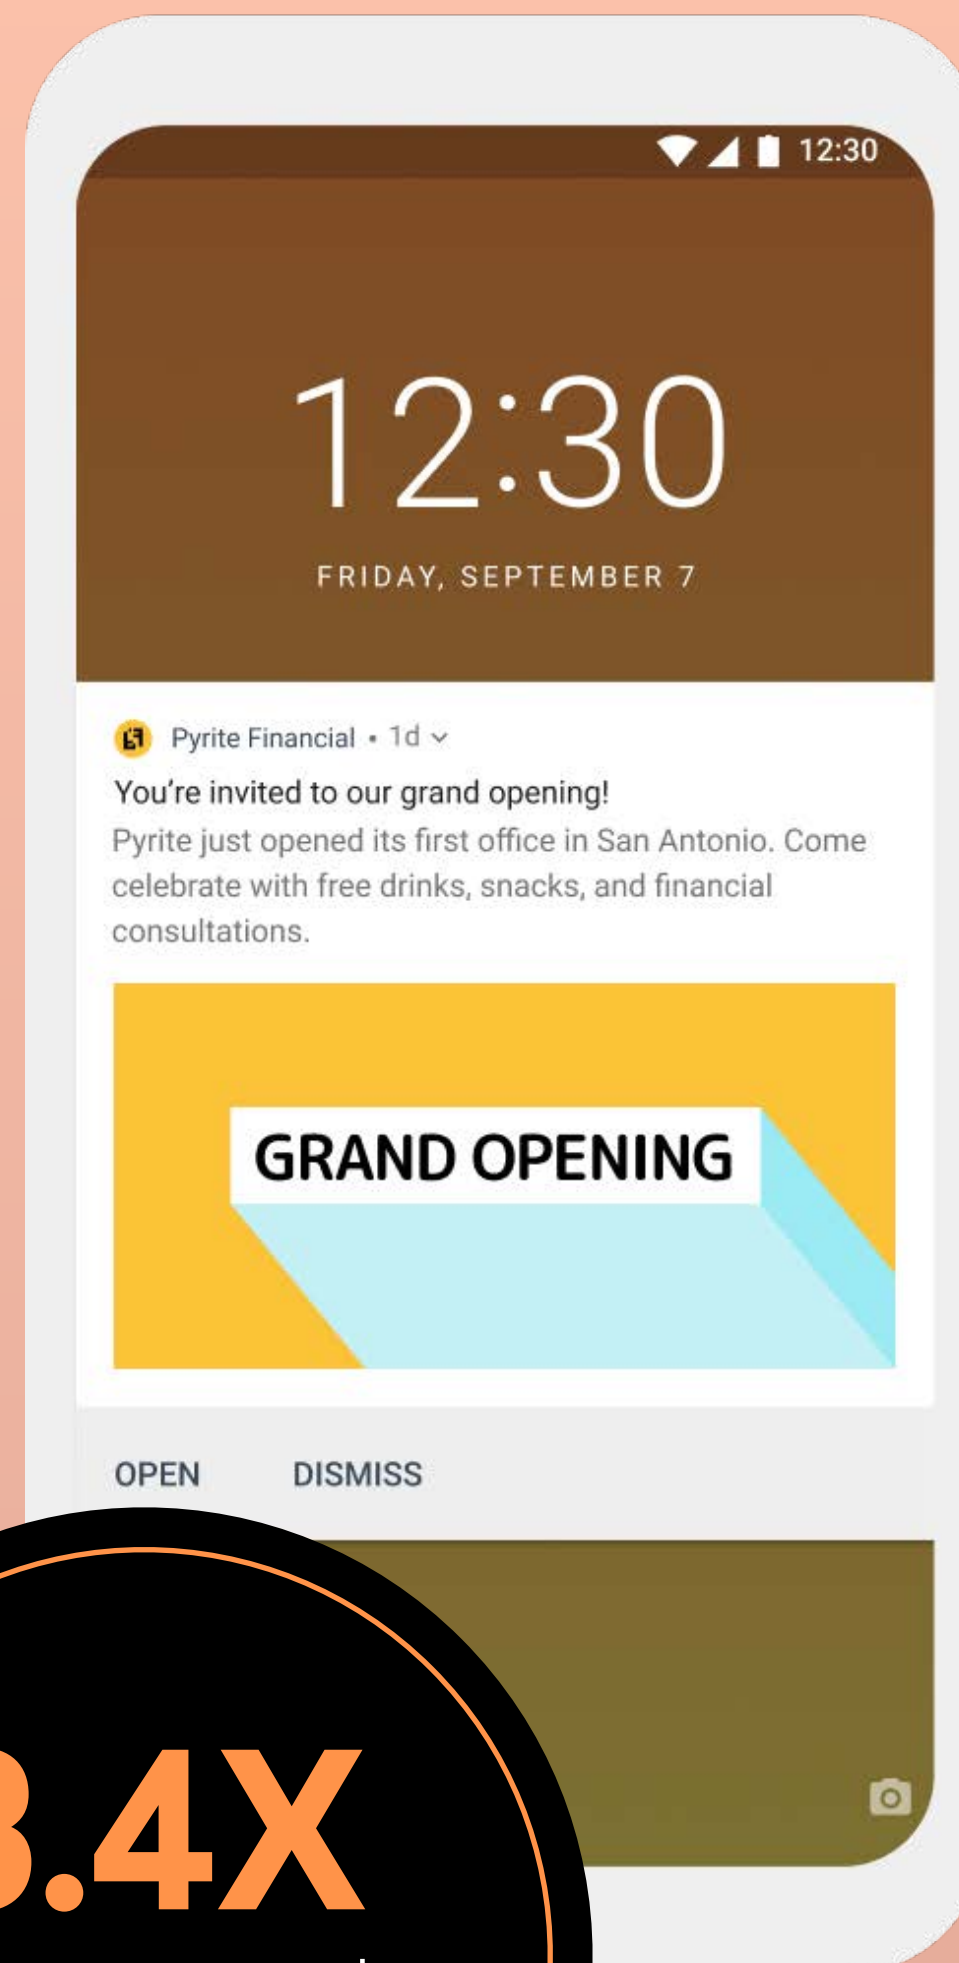 12:30
12:30
FRIDAY, SEPTEMBER 7
Pyrite Financial • 1d
You're invited to our grand opening!
Pyrite just opened its first office in San Antonio. Come
celebrate with free drinks, snacks, and financial
consultations.
GRAND OPENING
OPEN DISMISS
.4X